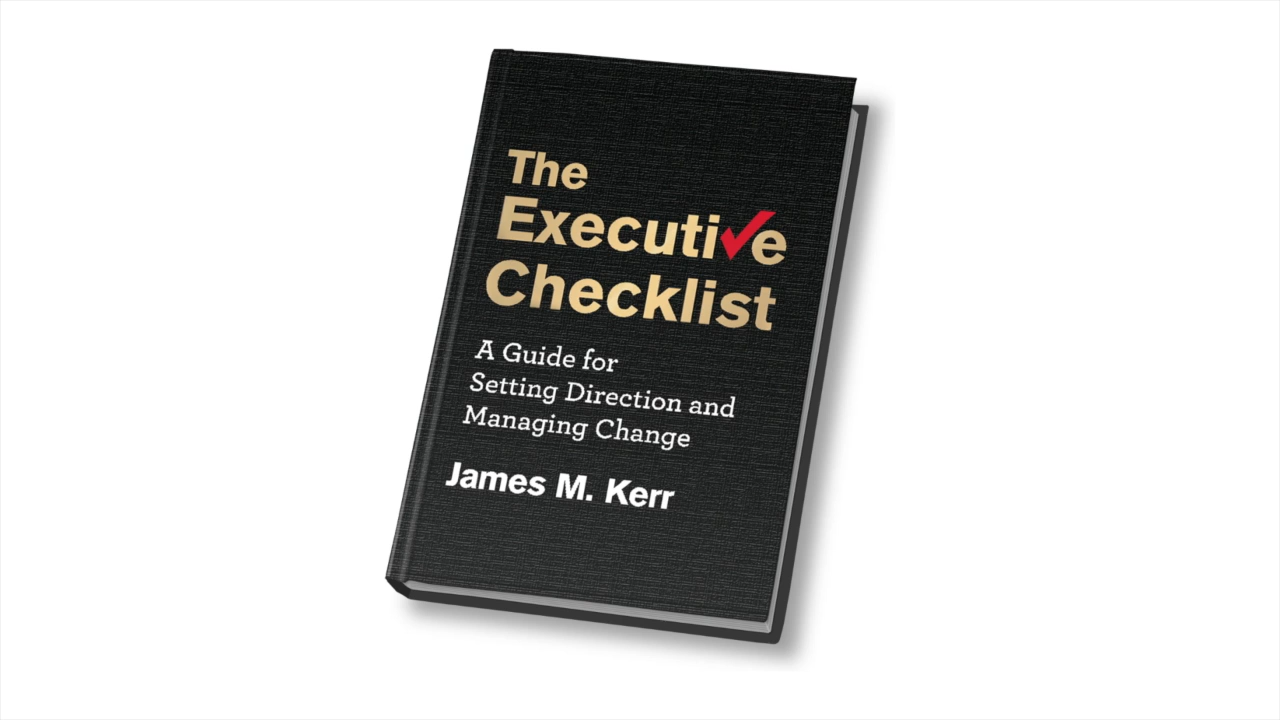 The
Executive
Checklist
A Guide for
Setting Direction and
Managing Change
James M. Kerr